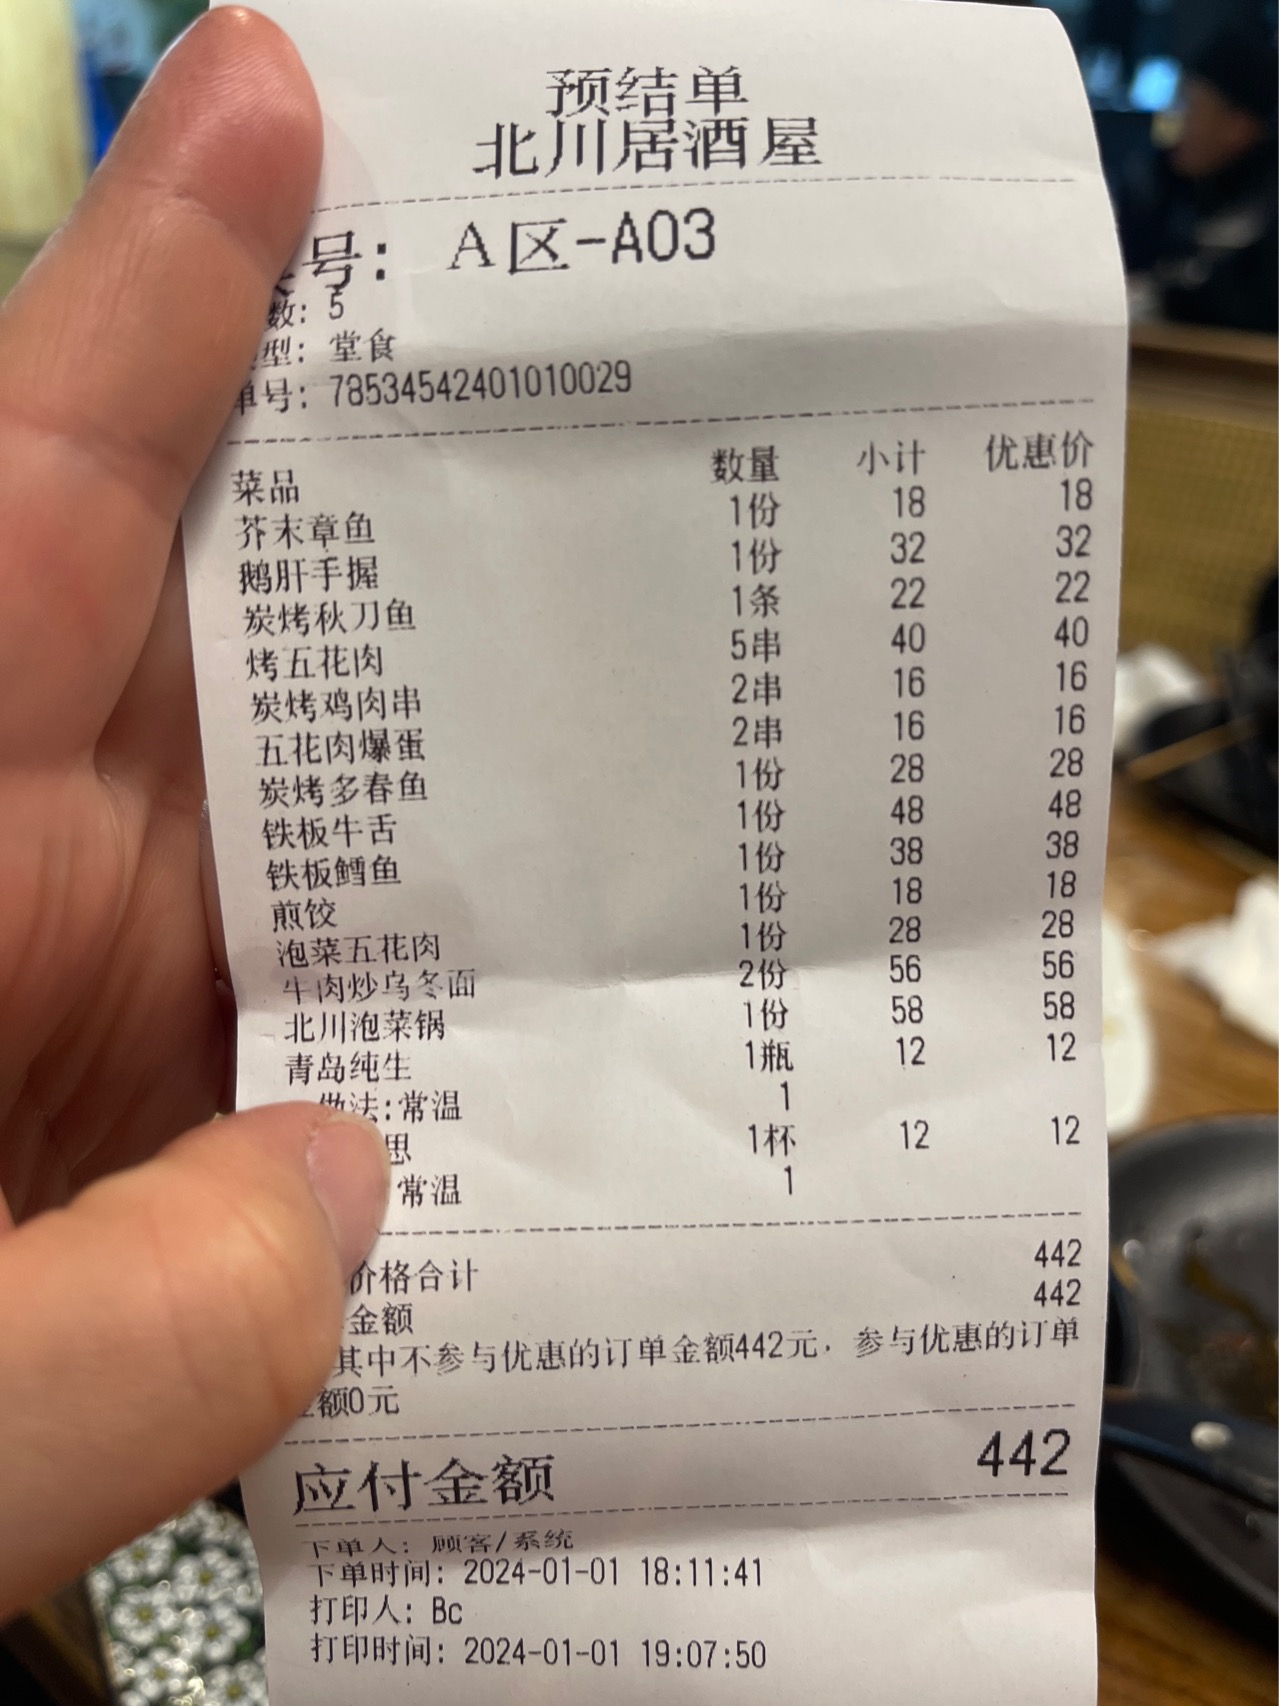 预结单
北川居酒屋
号: A区-A03
数: 5
型: 堂食
单号: 78534542401010029
菜品 数量 小计 优惠价
芥末章鱼 1份 18 18
鹅肝手握 1份 32 32
炭烤秋刀鱼 1条 22 22
烤五花肉 5串 40 40
炭烤鸡肉串 2串 16 16
五花肉爆蛋 2串 16 16
炭烤多春鱼 1份 28 28
铁板牛舌 1份 48 48
铁板鳕鱼 1份 38 38
煎饺 1份 18 18
泡菜五花肉 1份 28 28
牛肉炒乌冬面 2份 56 56
北川泡菜锅 1份 58 58
青岛纯生 1瓶 12 12
做法:常温 1
思 1杯 12 12
常温 1
价格合计 442
金额 442
其中不参与优惠的订单金额442元，参与优惠的订单
额0元
应付金额 442
下单人: 顾客/系统
下单时间: 2024-01-01 18:11:41
打印人: Bc
打印时间: 2024-01-01 19:07:50